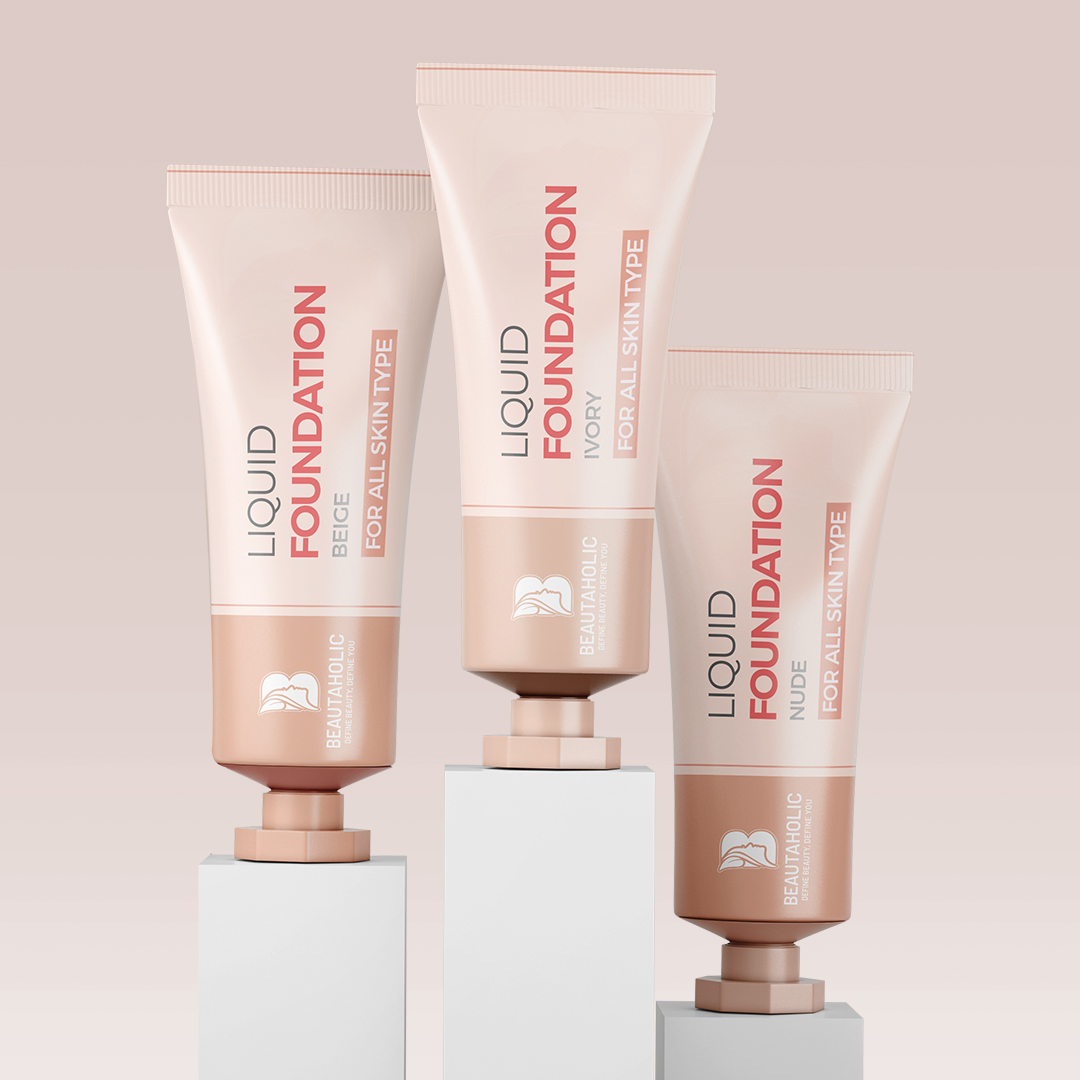 LIQUID
FOUNDATION
BEIGE
FOR ALL SKIN TYPE
BEAUTAHOLIC
DEFINE BEAUTY, DEFINE YOU
LIQUID
FOUNDATION
IVORY
FOR ALL SKIN TYPE
BEAUTAHOLIC
DEFINE BEAUTY, DEFINE YOU
LIQUID
FOUNDATION
NUDE
FOR ALL SKIN TYPE
BEAUTAHOLIC
DEFINE BEAUTY, DEFINE YOU